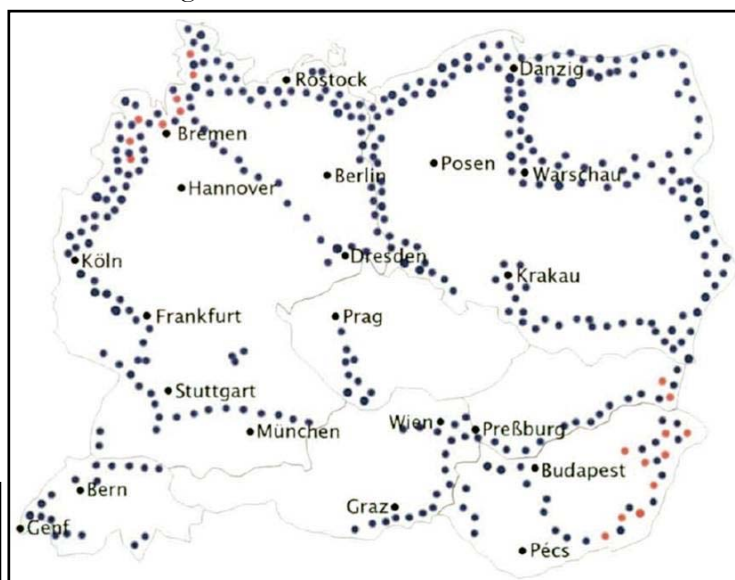 Danzig
Rostock
Bremen
Berlin
Posen
Warschau
Hannover
Köln
Dresden
Krakau
Frankfurt
Prag
Stuttgart
Wien
Preßburg
München
Budapest
Bern
Graz
Genf
Pécs